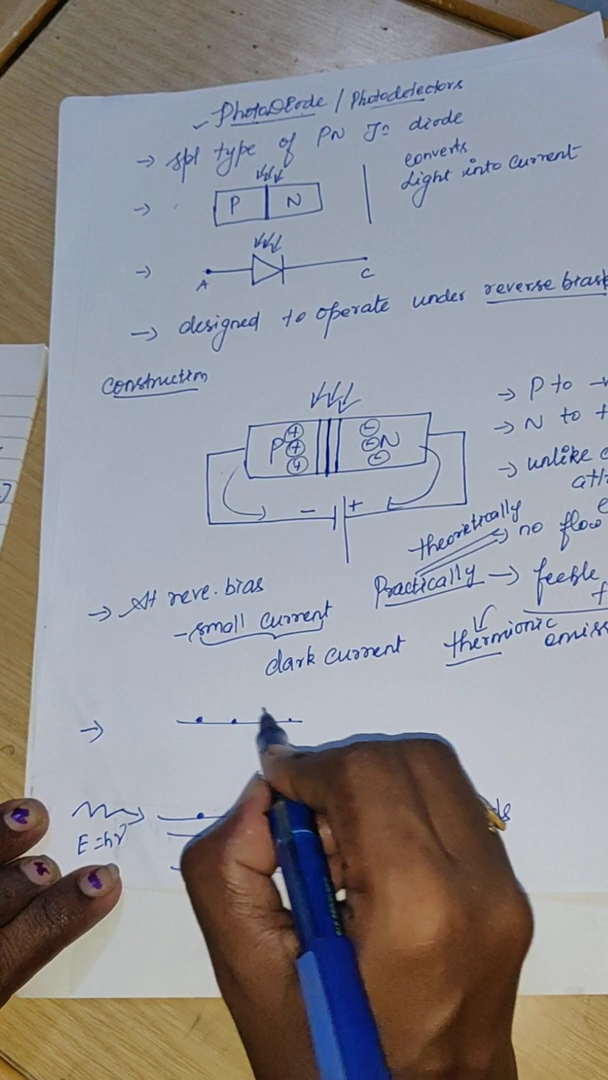 PhotoDiode / Photodetectors
→ spl type of PN Jn diode
→ P N
converts
Light into current
→ A C
→ designed to operate under reverse bias
Construction
→ P to
→ N to
→ unlike
P + + + - - - N
- +
theoretically
→ no flow
Practically → feeble
→ At reve. bias
- small current
dark current
thermionic
→
E = hν